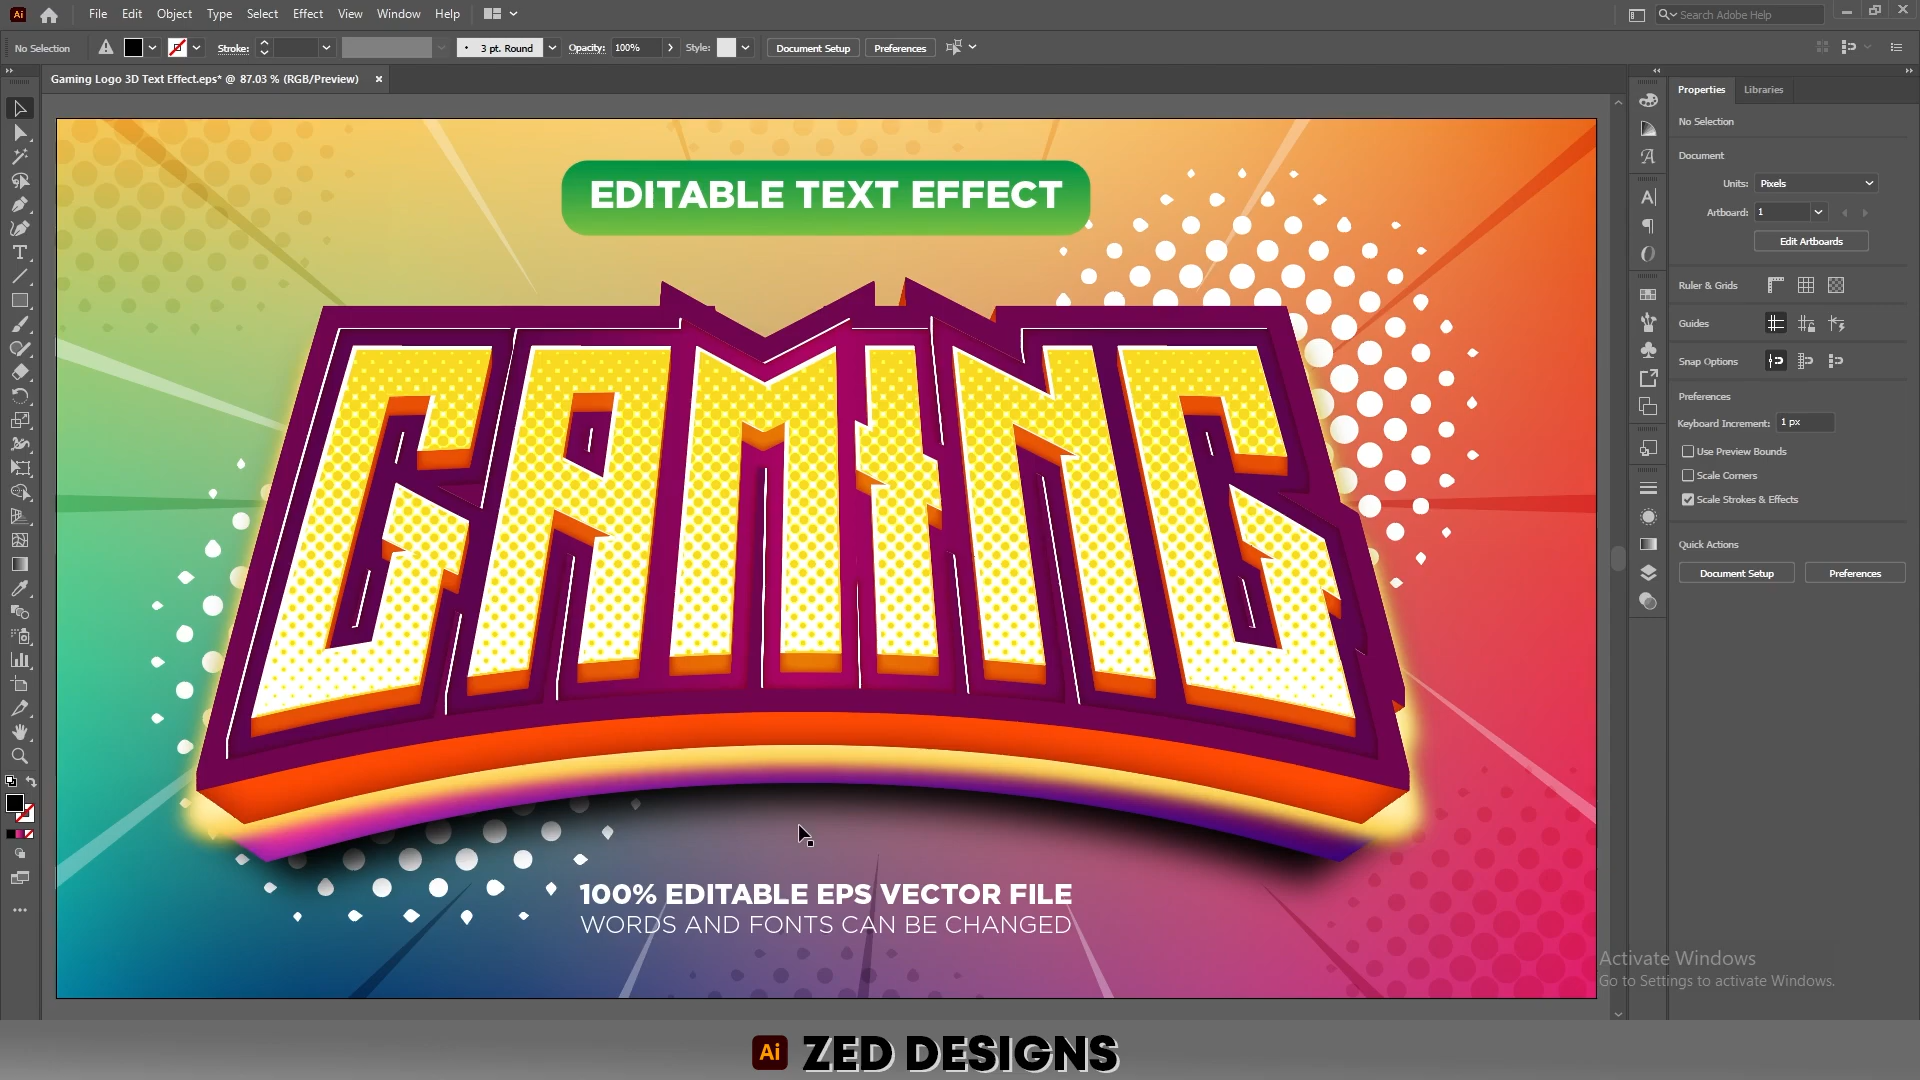 Ai File Edit Object Type Select Effect View Window Help Search Adobe Help
No Selection Stroke: 3 pt. Round Opacity: 100% Style: Document Setup Preferences
Gaming Logo 3D Text Effect.eps* @ 87.03 % (RGB/Preview)
Properties Libraries
No Selection
Document
Units: Pixels
Artboard: 1
Edit Artboards
Ruler & Grids
Guides
Snap Options
Preferences
Keyboard Increment: 1 px
Use Preview Bounds
Scale Corners
Scale Strokes & Effects
Quick Actions
Document Setup Preferences
EDITABLE TEXT EFFECT
GAMING
100% EDITABLE EPS VECTOR FILE
WORDS AND FONTS CAN BE CHANGED
Activate Windows
Go to Settings to activate Windows.
Ai ZED DESIGNS